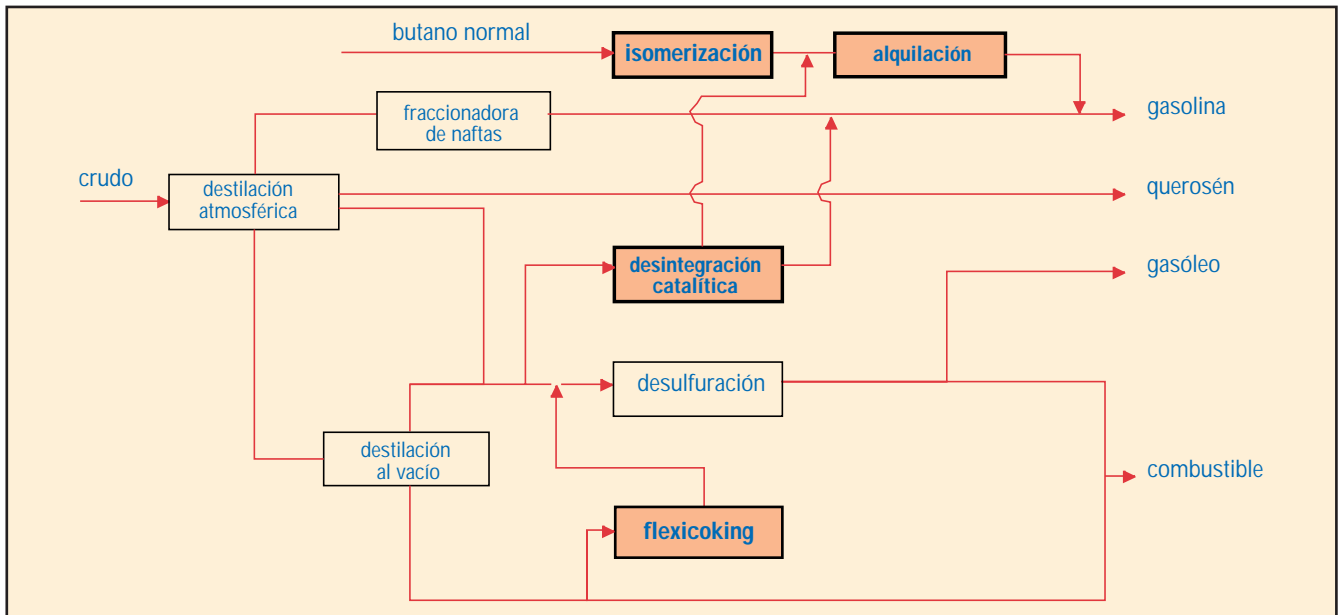 butano normal
isomerización
alquilación
fraccionadora
de naftas
gasolina
crudo
destilación
atmosférica
querosén
desintegración
catalítica
gasóleo
desulfuración
destilación
al vacío
combustible
flexicoking